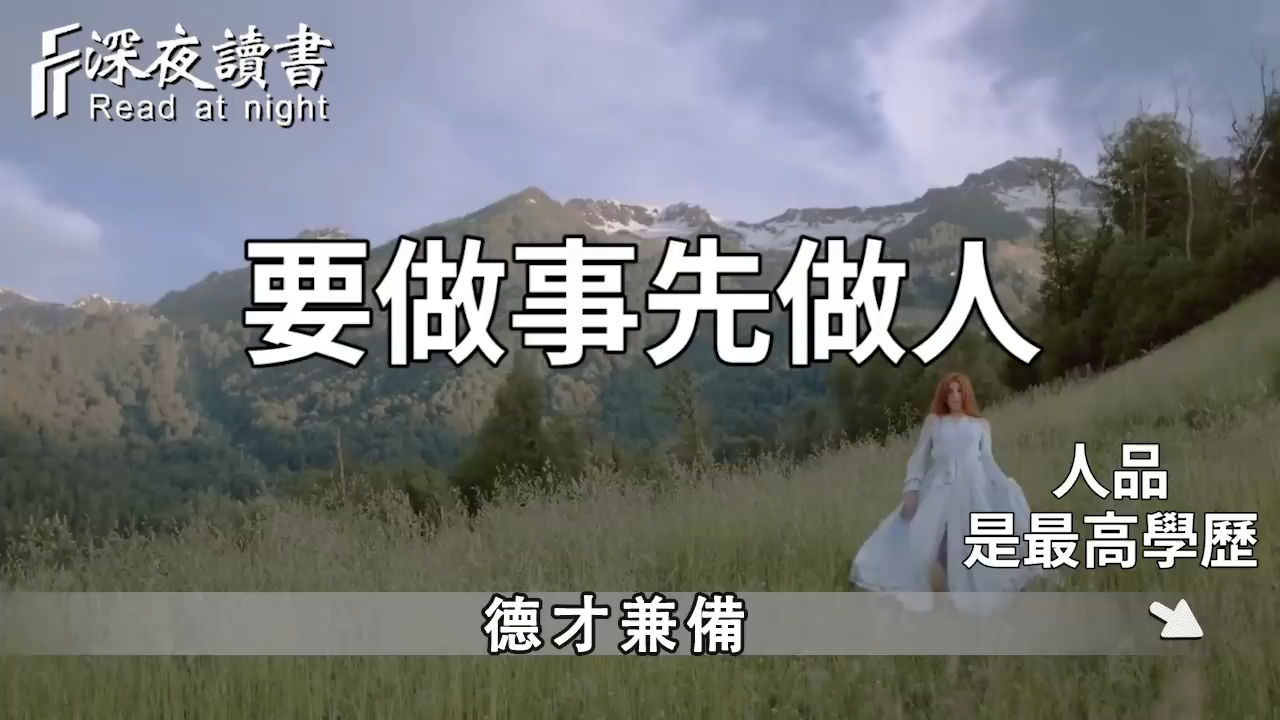 深夜讀書
Read at night
要做事先做人
人品
是最高學歷
德才兼備